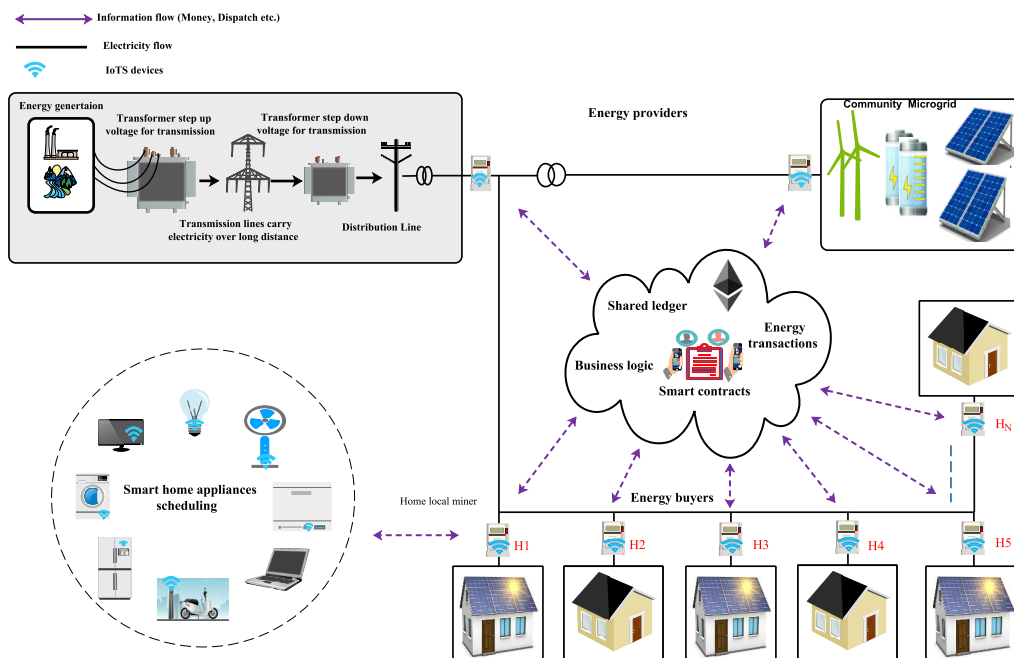 Information flow (Money, Dispatch etc.)
Electricity flow
IoTS devices
Energy genertaion
Transformer step up
voltage for transmission
Transformer step down
voltage for transmission
Transmission lines carry
electricity over long distance
Distribution Line
Energy providers
Community Microgrid
Shared ledger
Energy
transactions
Business logic
Smart contracts
H_N
Smart home appliances
scheduling
Home local miner
Energy buyers
H1
H2
H3
H4
H5